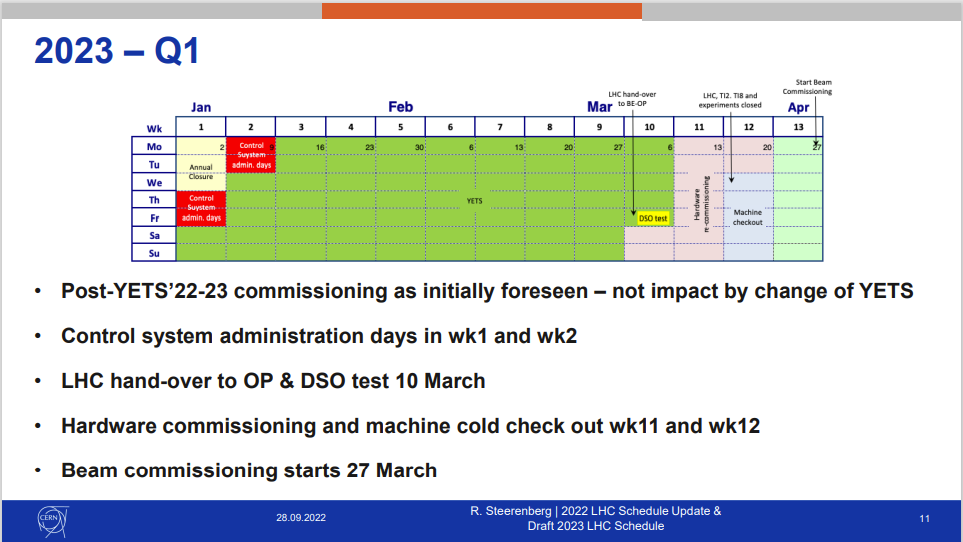 2023 – Q1
Start Beam
Commissioning
LHC hand-over
to BE-OP
LHC, TI2. TI8 and
experiments closed
Jan Feb Mar Apr
Wk 1 2 3 4 5 6 7 8 9 10 11 12 13
Mo 2 9 16 23 30 6 13 20 27 6 13 20 27
Tu
We
Th
Fr
Sa
Su
Annual
Closure
Control
Suystem
admin. days
Control
Suystem
admin. days
YETS
DSO test
Hardware
re-commissioning
Machine
checkout
• Post-YETS’22-23 commissioning as initially foreseen – not impact by change of YETS
• Control system administration days in wk1 and wk2
• LHC hand-over to OP & DSO test 10 March
• Hardware commissioning and machine cold check out wk11 and wk12
• Beam commissioning starts 27 March
CERN
28.09.2022
R. Steerenberg | 2022 LHC Schedule Update &
Draft 2023 LHC Schedule
11